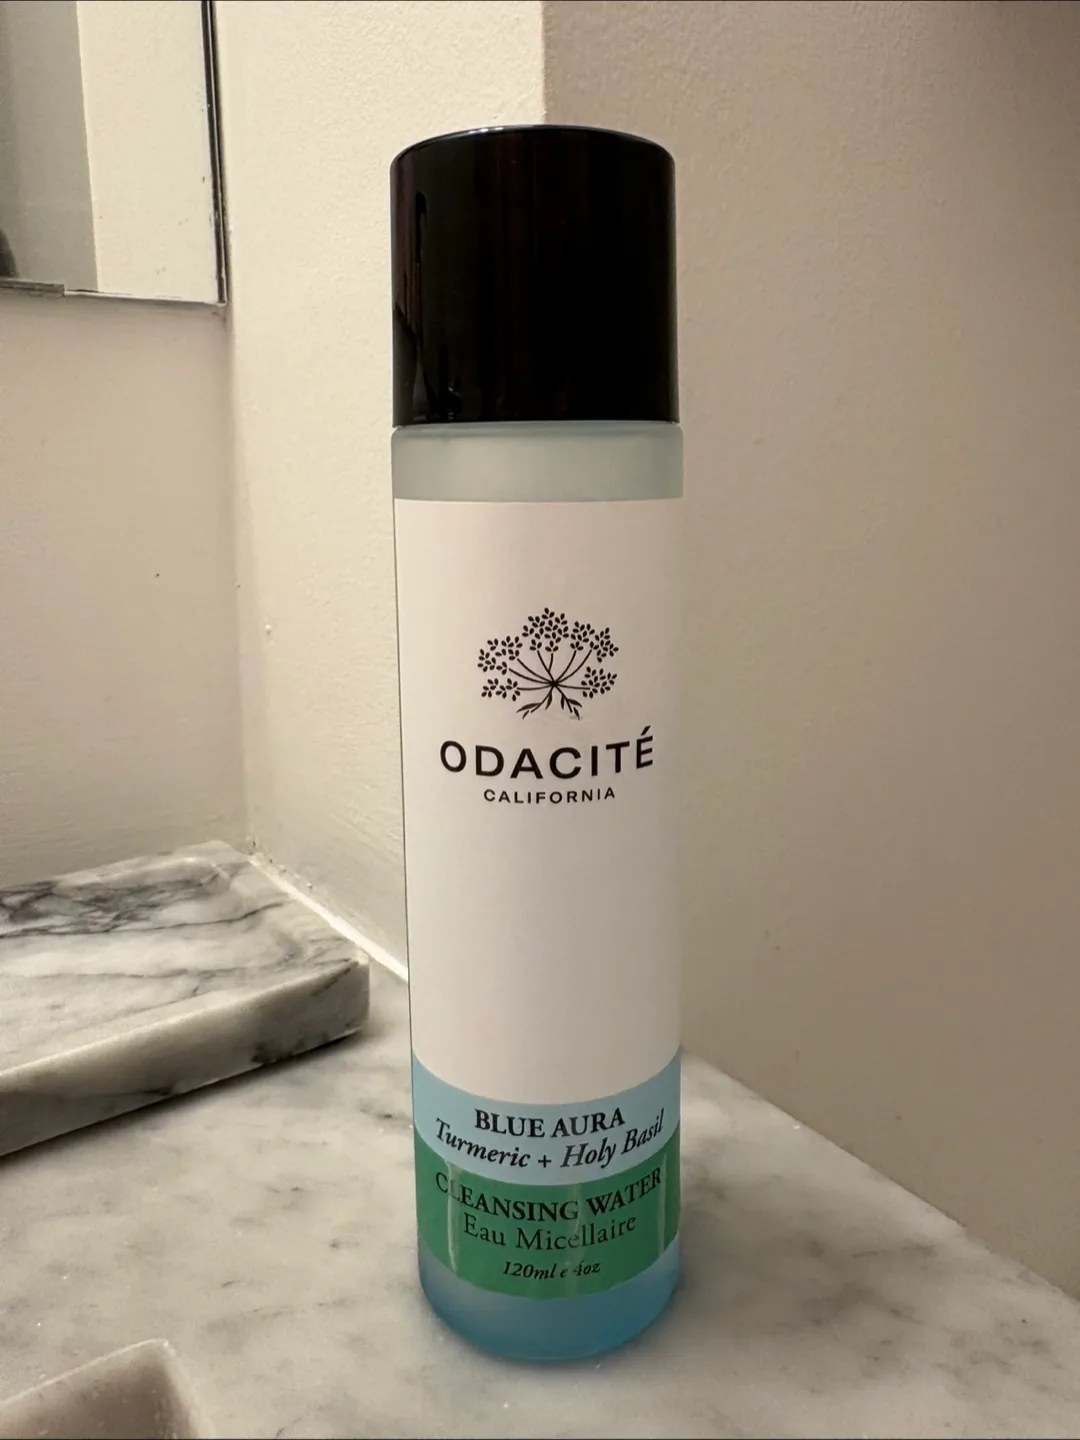 ODACITÉ
CALIFORNIA
BLUE AURA
Turmeric + Holy Basil
CLEANSING WATER
Eau Micellaire
120ml e 4oz